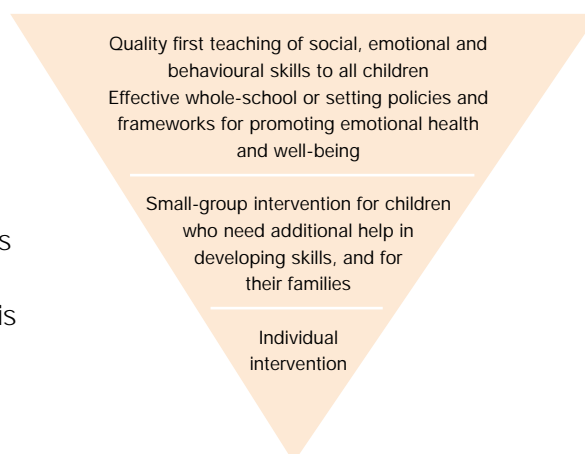 Quality first teaching of social, emotional and
behavioural skills to all children
Effective whole-school or setting policies and
frameworks for promoting emotional health
and well-being
Small-group intervention for children
who need additional help in
developing skills, and for
their families
Individual
intervention
s
is